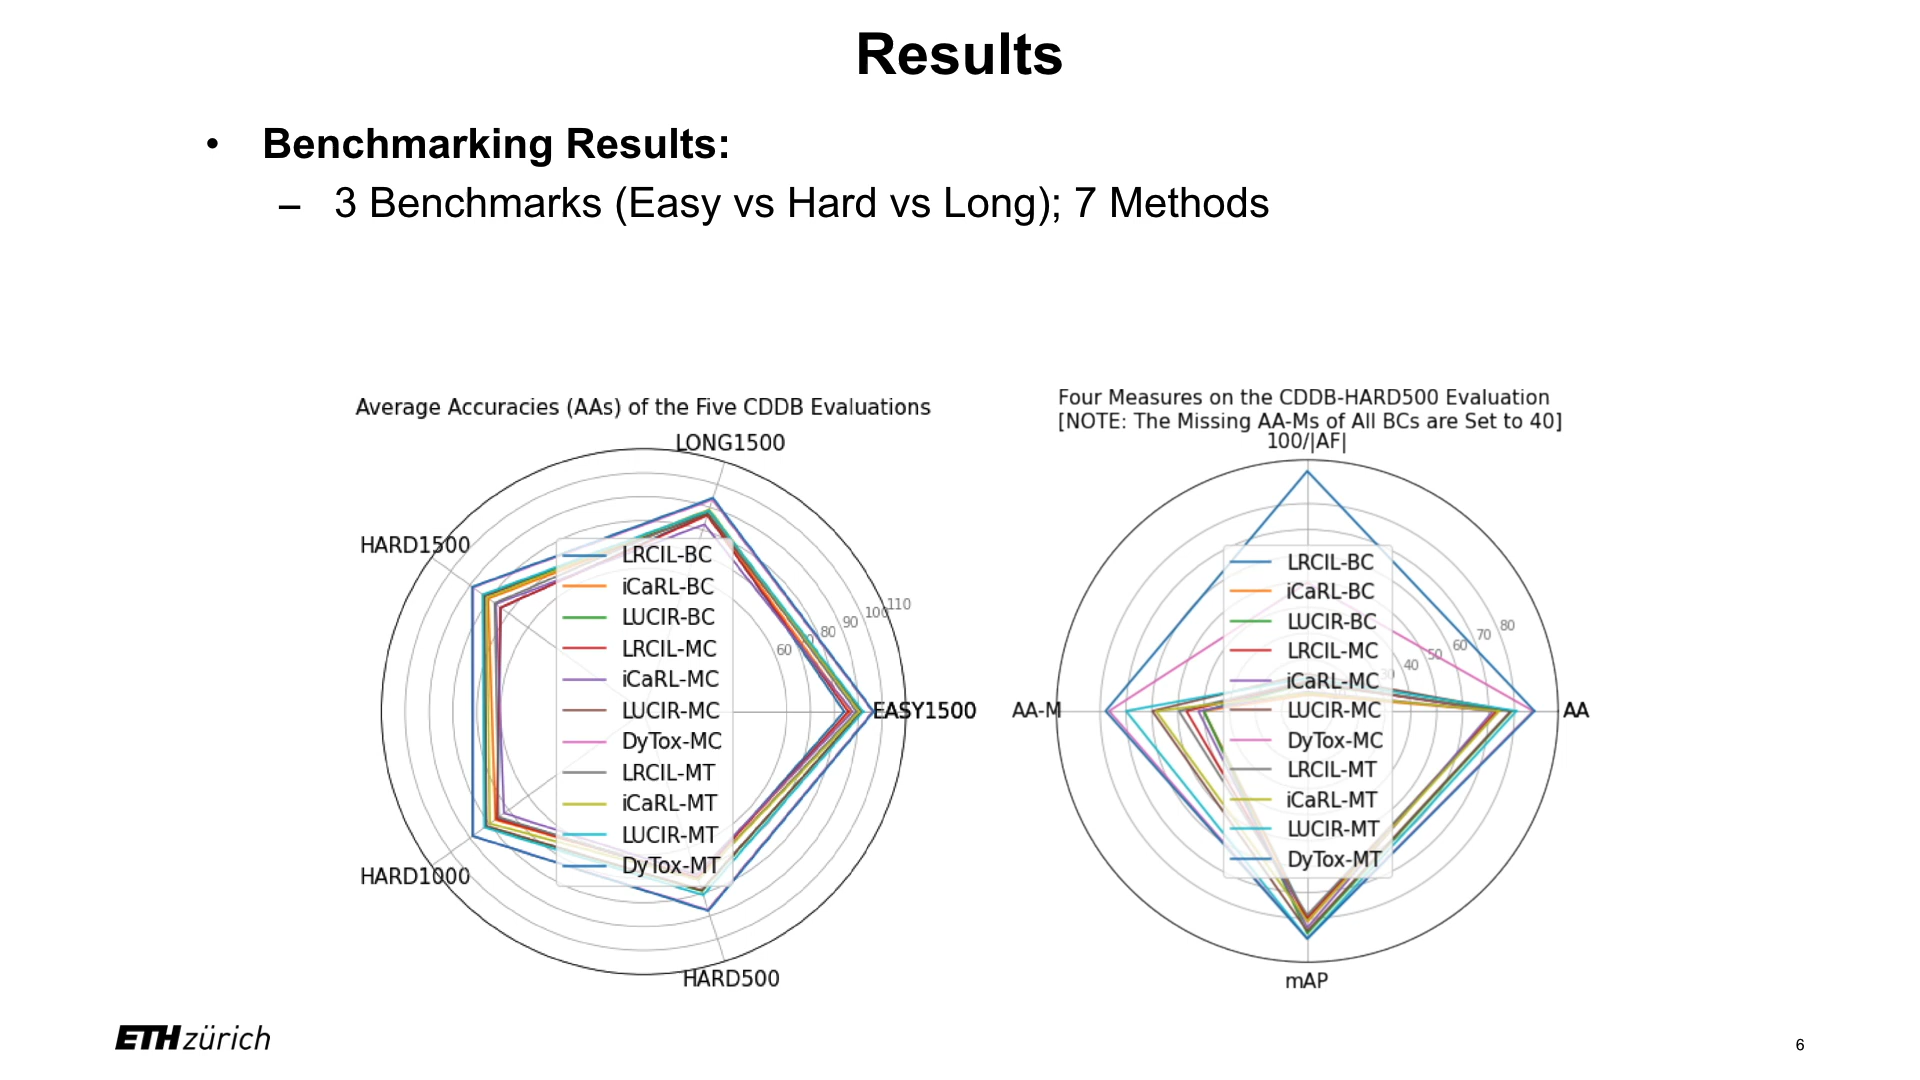 Results
• Benchmarking Results:
– 3 Benchmarks (Easy vs Hard vs Long); 7 Methods
Average Accuracies (AAs) of the Five CDDB Evaluations
LONG1500
HARD1500
EASY1500
HARD1000
HARD500
60
80
90
100
110
LRCIL-BC
iCaRL-BC
LUCIR-BC
LRCIL-MC
iCaRL-MC
LUCIR-MC
DyTox-MC
LRCIL-MT
iCaRL-MT
LUCIR-MT
DyTox-MT
Four Measures on the CDDB-HARD500 Evaluation
[NOTE: The Missing AA-Ms of All BCs are Set to 40]
100/|AF|
AA-M
AA
mAP
40
50
60
70
80
LRCIL-BC
iCaRL-BC
LUCIR-BC
LRCIL-MC
iCaRL-MC
LUCIR-MC
DyTox-MC
LRCIL-MT
iCaRL-MT
LUCIR-MT
DyTox-MT
ETH zürich
6